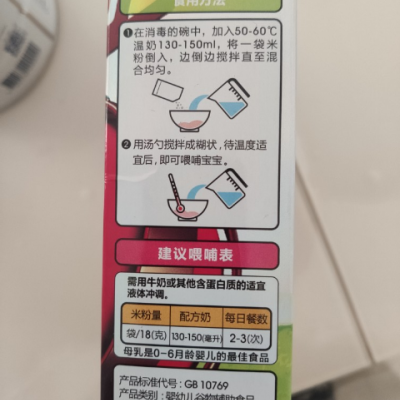 食用方法
①在消毒的碗中，加入50-60℃
温奶130-150ml，将一袋米
粉倒入，边倒边搅拌直至混
合均匀。
②用汤勺搅拌成糊状，待温度适
宜后，即可喂哺宝宝。
建议喂哺表
需用牛奶或其他含蛋白质的适宜
液体冲调。
米粉量 配方奶 每日餐数
袋/18(克) 130-150(毫升) 2-3(次)
母乳是0-6月龄婴儿的最佳食品
产品标准代号：GB 10769
产品类别：婴幼儿谷物辅助食品